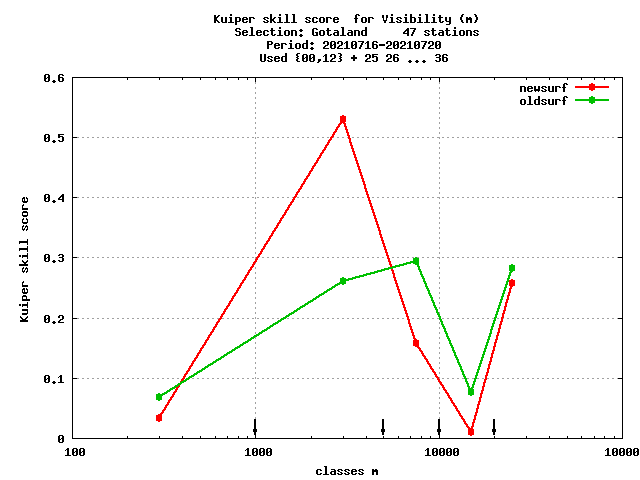 Kuiper skill score  for Visibility (m)
Selection: Gotaland     47 stations
Period: 20210716-20210720
Used {00,12} + 25 26 ... 36
newsurf
oldsurf
0.6
0.5
0.4
0.3
0.2
0.1
0
Kuiper skill score
100 1000 10000 10000
classes m